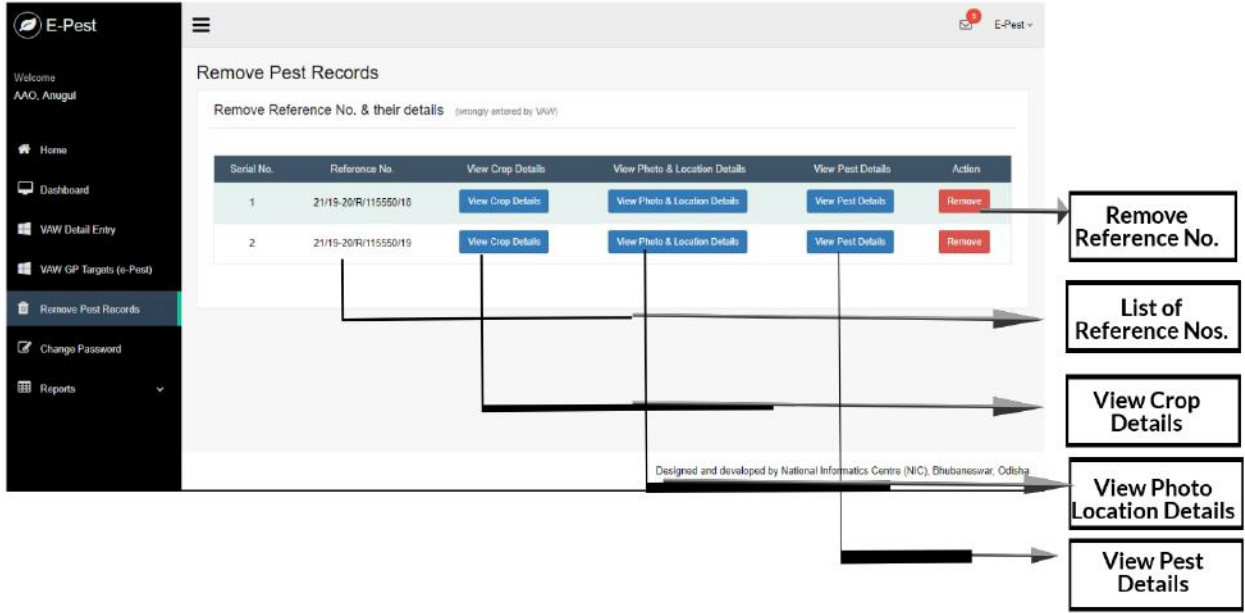 E-Pest
5
E-Pest
Welcome
AAO, Anugul
Home
Dashboard
VAW Detail Entry
VAW GP Targets (e-Pest)
Remove Pest Records
Change Password
Reports
Remove Pest Records
Remove Reference No. & their details (wrongly entered by VAW)
Serial No. Reference No. View Crop Details View Photo & Location Details View Pest Details Action
1 21/19-20/R/115550/18 View Crop Details View Photo & Location Details View Pest Details Remove
2 21/19-20/R/115550/19 View Crop Details View Photo & Location Details View Pest Details Remove
Designed and developed by National Informatics Centre (NIC), Bhubaneswar, Odisha
Remove
Reference No.
List of
Reference Nos.
View Crop
Details
View Photo
Location Details
View Pest
Details